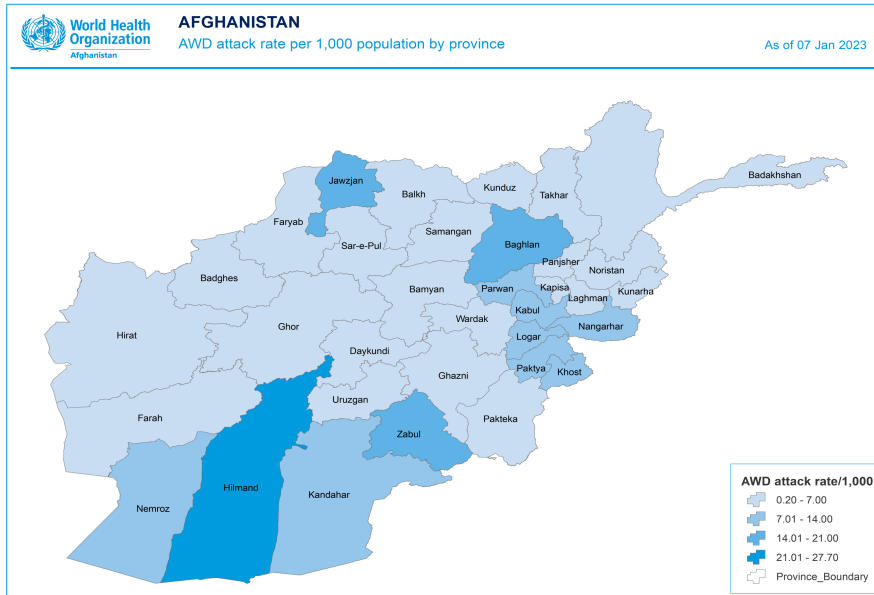 World Health
Organization
Afghanistan
AFGHANISTAN
AWD attack rate per 1,000 population by province
As of 07 Jan 2023
Badakhshan
Jawzjan
Kunduz
Balkh
Takhar
Faryab
Samangan
Sar-e-Pul
Baghlan
Panjsher
Noristan
Badghes
Parwan
Kapisa
Bamyan
Kunarha
Laghman
Kabul
Wardak
Ghor
Nangarhar
Hirat
Logar
Daykundi
Paktya
Khost
Ghazni
Uruzgan
Farah
Pakteka
Zabul
Hilmand
Kandahar
Nemroz
AWD attack rate/1,000
0.20 - 7.00
7.01 - 14.00
14.01 - 21.00
21.01 - 27.70
Province_Boundary